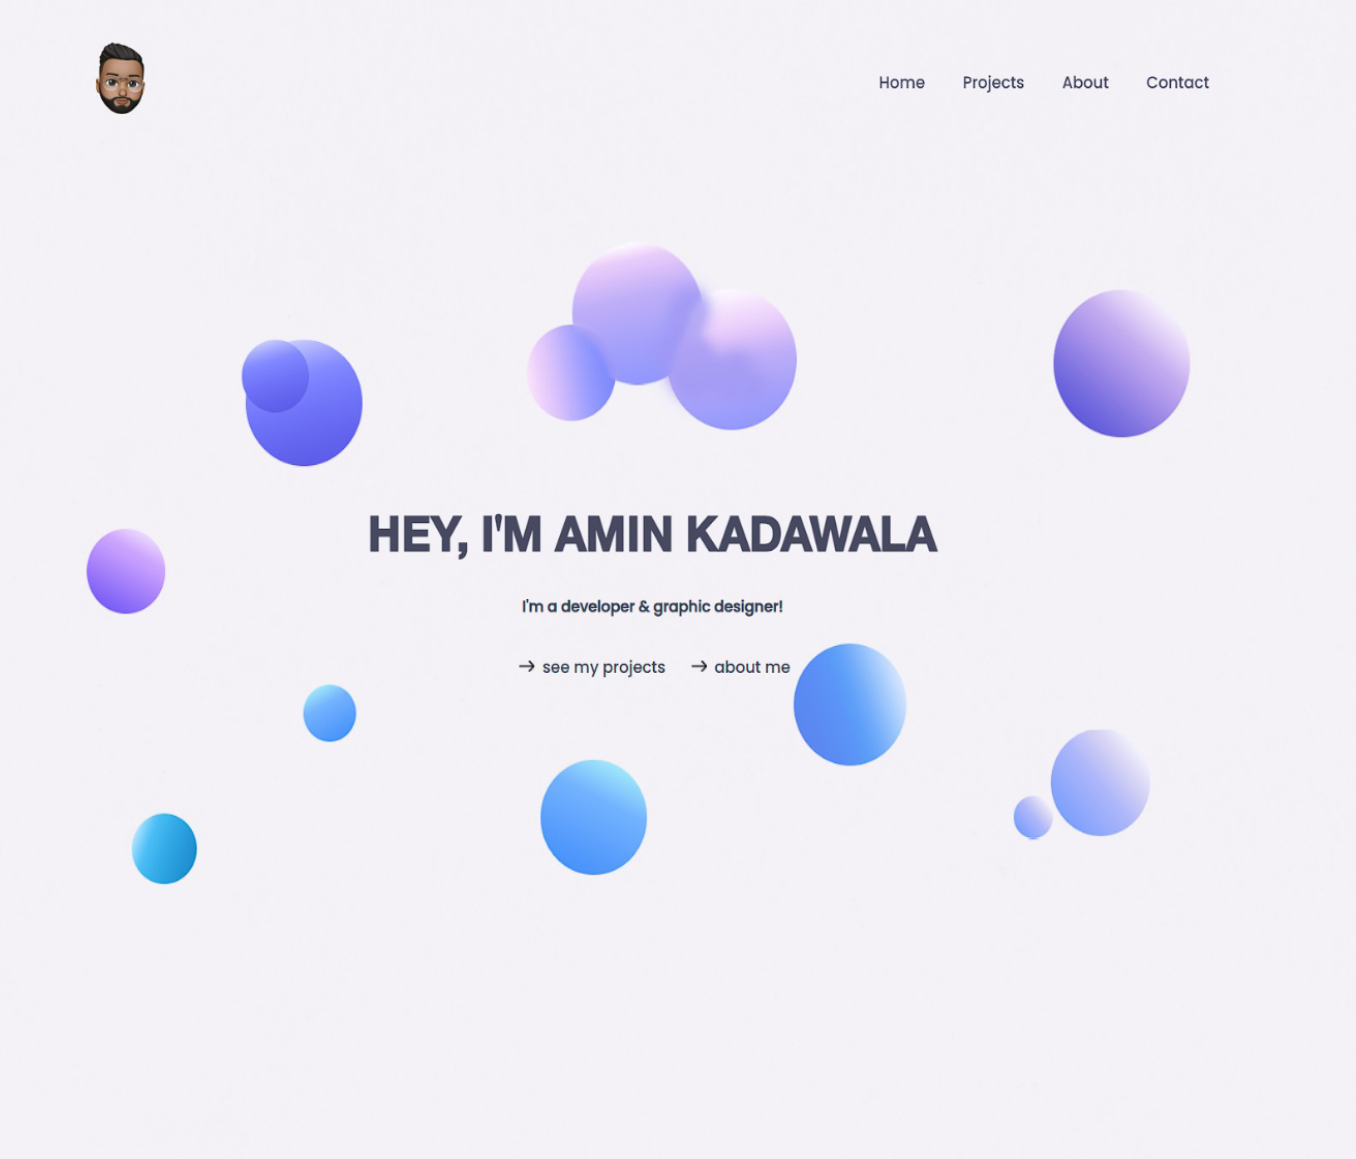 Home Projects About Contact
HEY, I'M AMIN KADAWALA
I'm a developer & graphic designer!
→ see my projects → about me